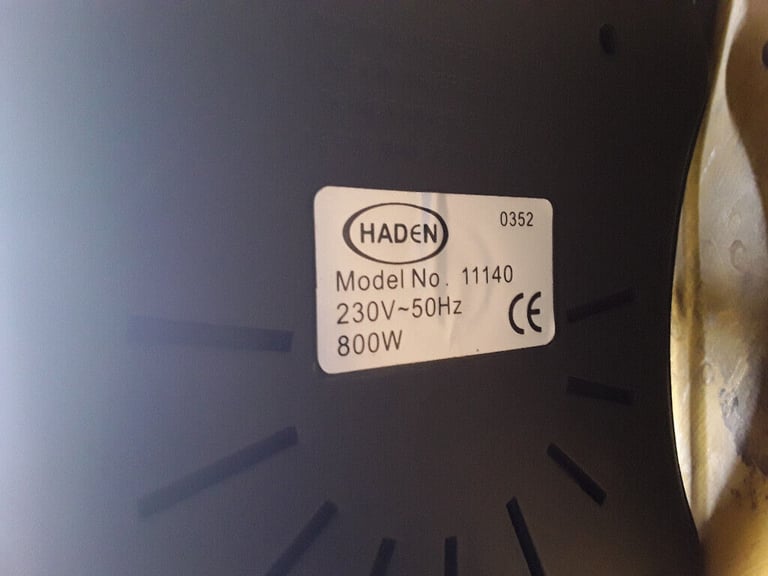 HADEN 0352
Model No. 11140
230V~50Hz
800W CE